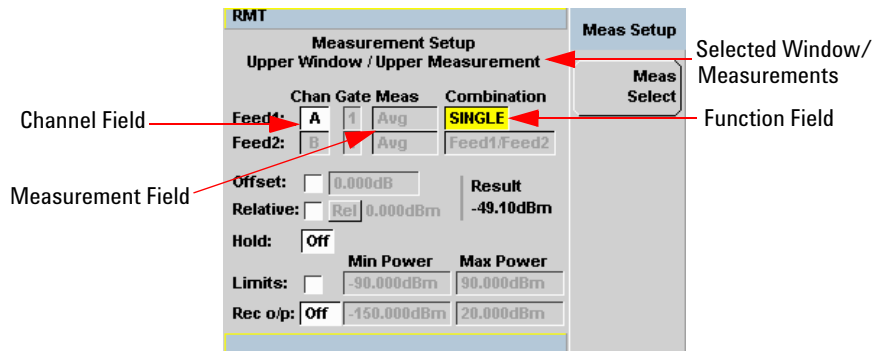 RMT
Meas Setup
Measurement Setup
Upper Window / Upper Measurement
Selected Window/
Measurements
Meas
Select
Chan Gate Meas Combination
Channel Field
Feed1: A 1 Avg SINGLE
Function Field
Feed2: B Avg Feed1/Feed2
Measurement Field
Offset: 0.000dB
Result
Relative: Rel 0.000dBm
-49.10dBm
Hold: Off
Min Power Max Power
Limits: -90.000dBm 90.000dBm
Rec o/p: Off -150.000dBm 20.000dBm